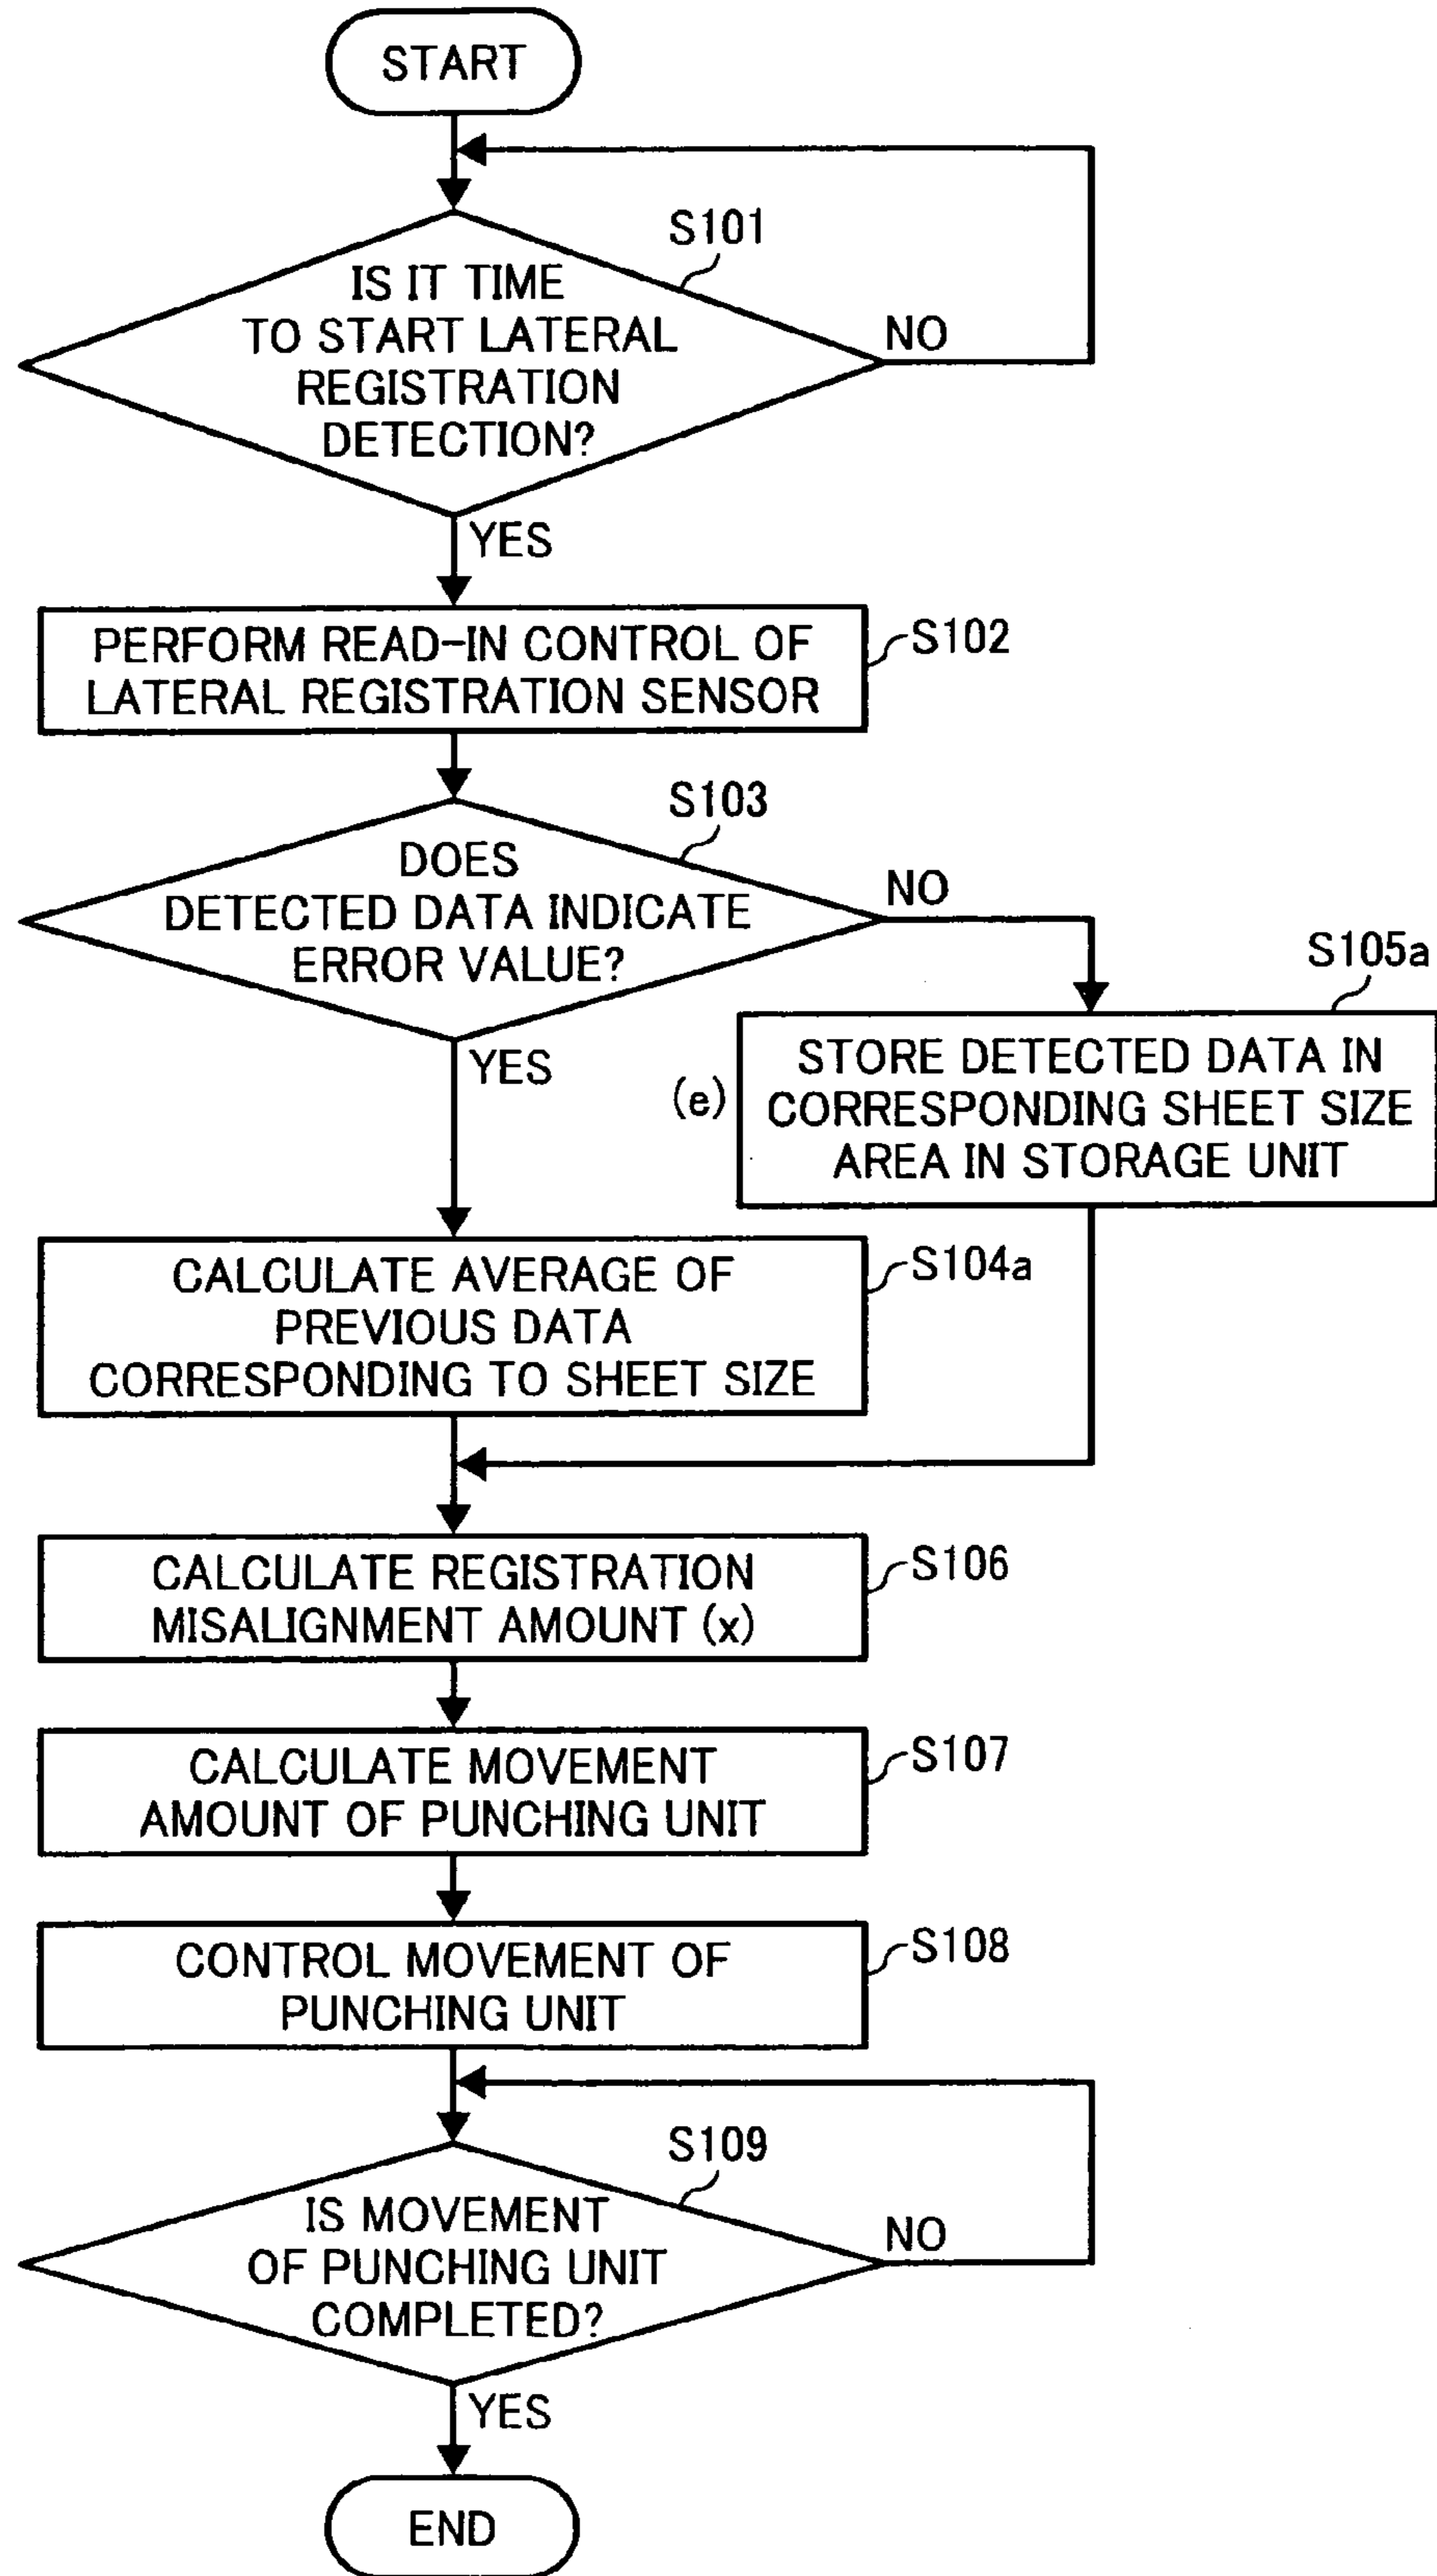 START
S101
IS IT TIME
TO START LATERAL
REGISTRATION
DETECTION?
NO
YES
PERFORM READ-IN CONTROL OF
LATERAL REGISTRATION SENSOR
S102
S103
DOES
DETECTED DATA INDICATE
ERROR VALUE?
NO
YES
S105a
(e)
STORE DETECTED DATA IN
CORRESPONDING SHEET SIZE
AREA IN STORAGE UNIT
CALCULATE AVERAGE OF
PREVIOUS DATA
CORRESPONDING TO SHEET SIZE
S104a
CALCULATE REGISTRATION
MISALIGNMENT AMOUNT (x)
S106
CALCULATE MOVEMENT
AMOUNT OF PUNCHING UNIT
S107
CONTROL MOVEMENT OF
PUNCHING UNIT
S108
S109
IS MOVEMENT
OF PUNCHING UNIT
COMPLETED?
NO
YES
END